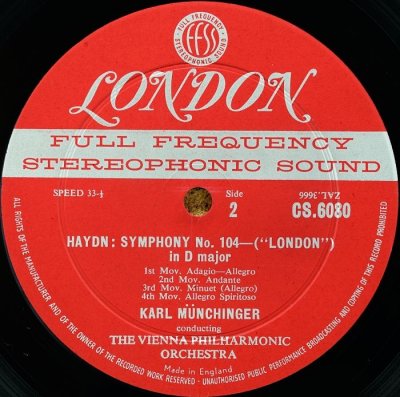 FULL FREQUENCY
FFSS
STEREOPHONIC SOUND
LONDON
FULL FREQUENCY
STEREOPHONIC SOUND
SPEED 33-⅓
Side
2
ZAL.3666
CS.6080
HAYDN: SYMPHONY No. 104—("LONDON")
in D major
1st Mov. Adagio—Allegro
2nd Mov. Andante
3rd Mov. Minuet (Allegro)
4th Mov. Allegro Spiritoso
KARL MÜNCHINGER
conducting
THE VIENNA PHILHARMONIC
ORCHESTRA
Made in England
ALL RIGHTS OF THE MANUFACTURER AND OF THE OWNER OF THE RECORDED WORK RESERVED - UNAUTHORISED PUBLIC PERFORMANCE BROADCASTING AND COPYING OF THIS RECORD PROHIBITED